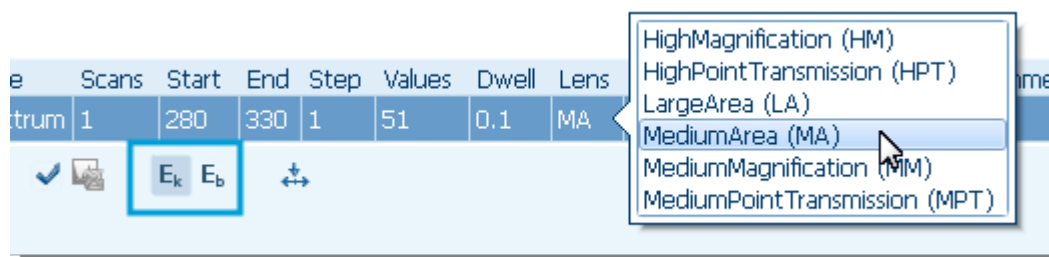 e Scans Start End Step Values Dwell Lens
trum 1 280 330 1 51 0.1 MA
HighMagnification (HM)
HighPointTransmission (HPT)
LargeArea (LA)
MediumArea (MA)
MediumMagnification (MM)
MediumPointTransmission (MPT)
Ek Eb